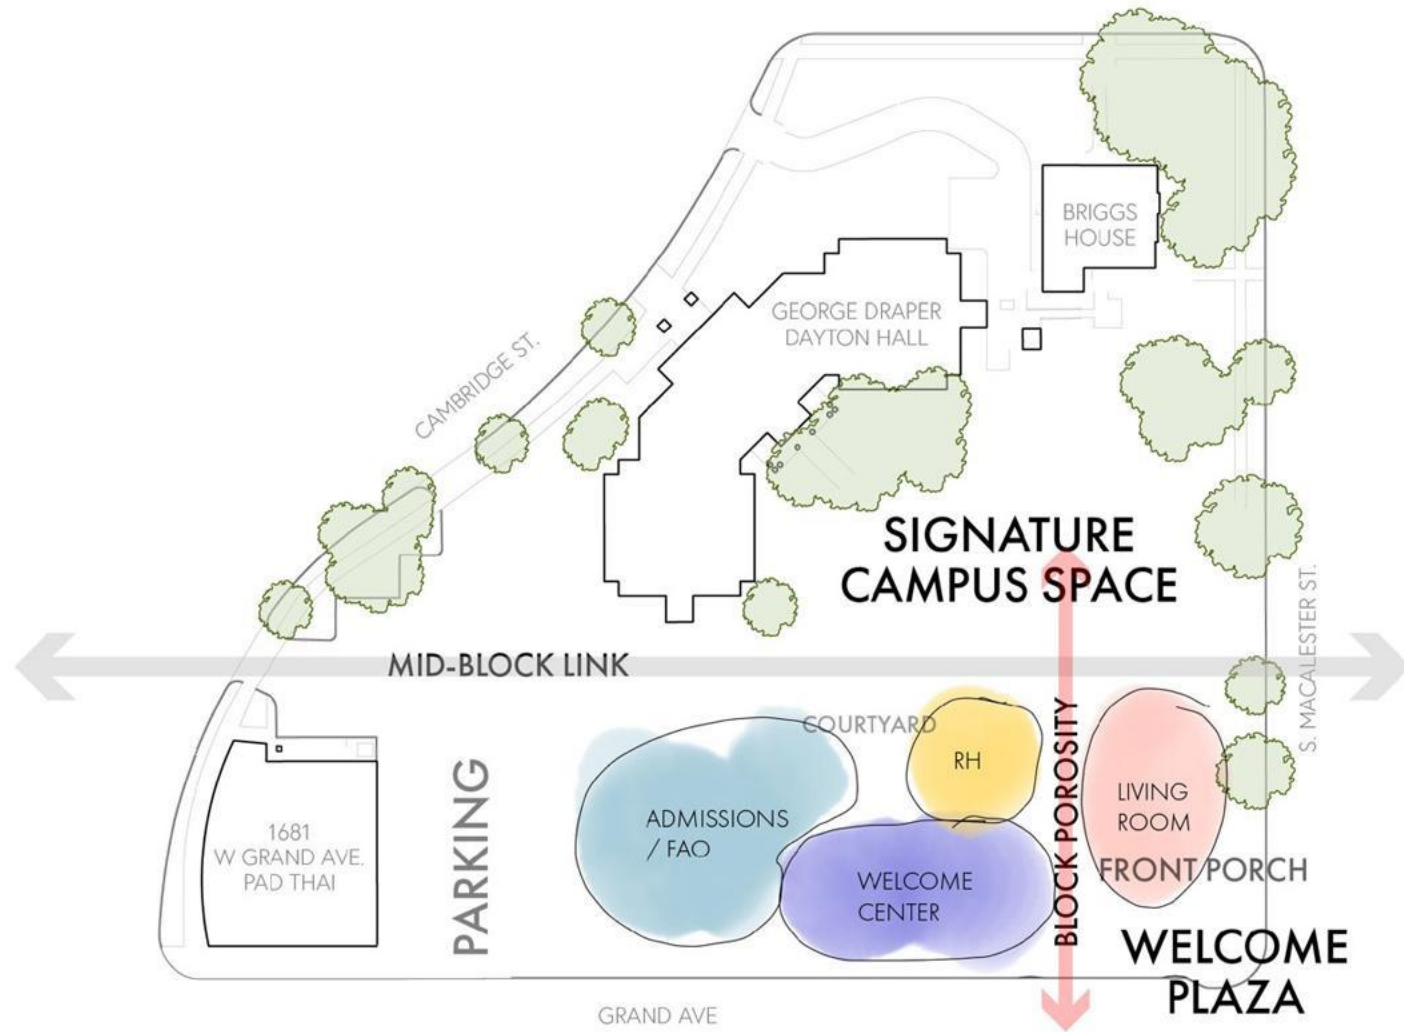 BRIGGS
HOUSE
GEORGE DRAPER
DAYTON HALL
CAMBRIDGE ST.
SIGNATURE
CAMPUS SPACE
S. MACALESTER ST.
MID-BLOCK LINK
COURTYARD
RH
BLOCK POROSITY
LIVING
ROOM
PARKING
ADMISSIONS
/ FAO
1681
W GRAND AVE.
PAD THAI
FRONT PORCH
WELCOME
CENTER
WELCOME
PLAZA
GRAND AVE